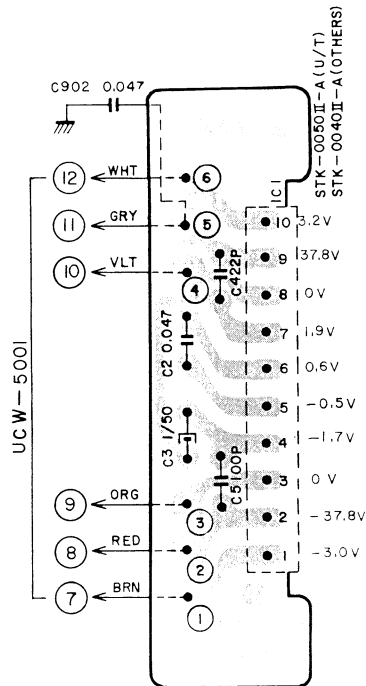 C902 0.047
STK-0050II-A (U/T)
STK-0040II-A (OTHERS)
IC1
12 WHT 6
11 GRY 5
10 VLT 4
UCW-5001
9 ORG 3
8 RED 2
7 BRN 1
C4 22P
C2 0.047
C3 1/50
C5 100P
10 3.2V
9 37.8V
8 0V
7 1.9V
6 0.6V
5 -0.5V
4 -1.7V
3 0V
2 -37.8V
1 -3.0V